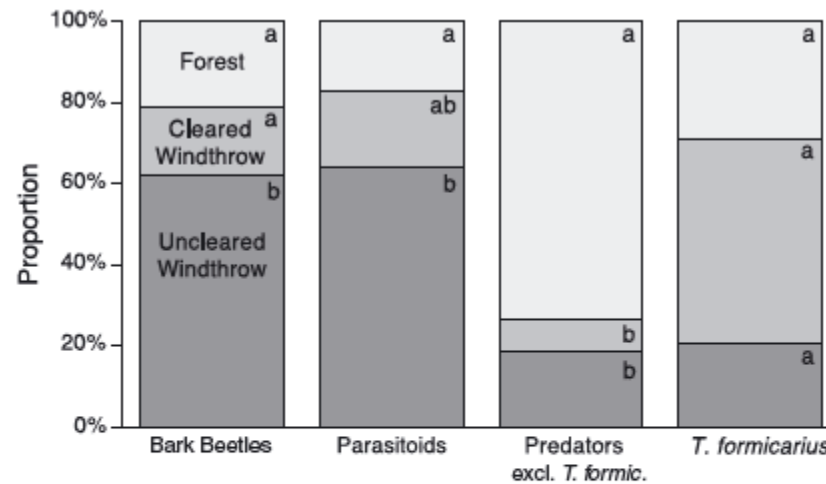 100%
80%
60%
40%
20%
0%
Proportion
a
Forest
a
Cleared
Windthrow
b
Uncleared
Windthrow
a
ab
b
a
b
b
a
a
a
Bark Beetles
Parasitoids
Predators
excl. T. formic.
T. formicarius